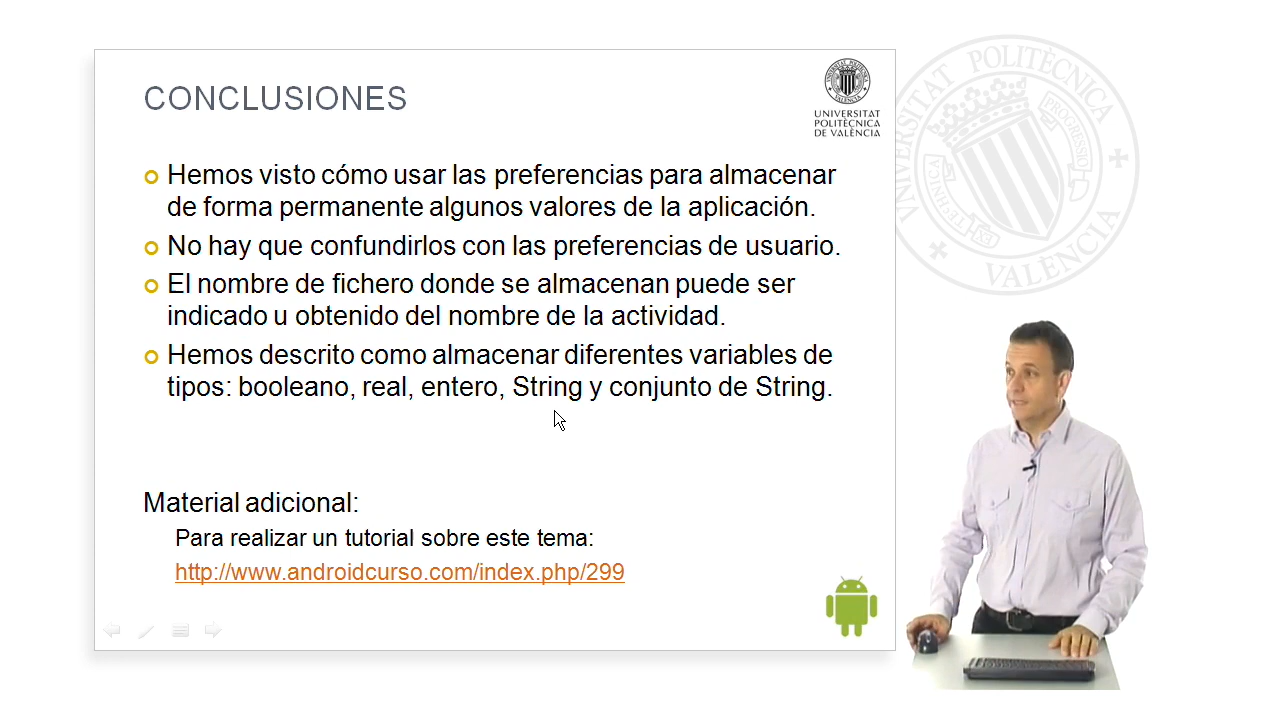 CONCLUSIONES
UNIVERSITAT
POLITÈCNICA
DE VALÈNCIA
Hemos visto cómo usar las preferencias para almacenar
de forma permanente algunos valores de la aplicación.
No hay que confundirlos con las preferencias de usuario.
El nombre de fichero donde se almacenan puede ser
indicado u obtenido del nombre de la actividad.
Hemos descrito como almacenar diferentes variables de
tipos: booleano, real, entero, String y conjunto de String.
Material adicional:
Para realizar un tutorial sobre este tema:
http://www.androidcurso.com/index.php/299
UNIVERSITAT POLITÈCNICA
VALÈNCIA